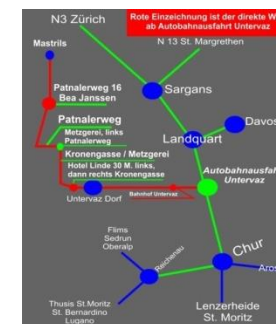 Rote Einzeichnung ist der direkte W
ab Autobahnausfahrt Untervaz
N3 Zürich
N 13 St. Margrethen
Mastrils
Sargans
Patnalerweg 16
Bea Janssen
Patnalerweg
Metzgerei, links
Patnalerweg
Davos
Landquart
Kronengasse / Metzgerei
Hotel Linde 30 M. links,
dann rechts Kronengasse
Autobahnausfah
Untervaz
Untervaz Dorf
Bahnhof Untervaz
Flims
Sedrun
Oberalp
Reichenau
Chur
Aros
Thusis St.Moritz
St. Bernardino
Lugano
Lenzerheide
St. Moritz